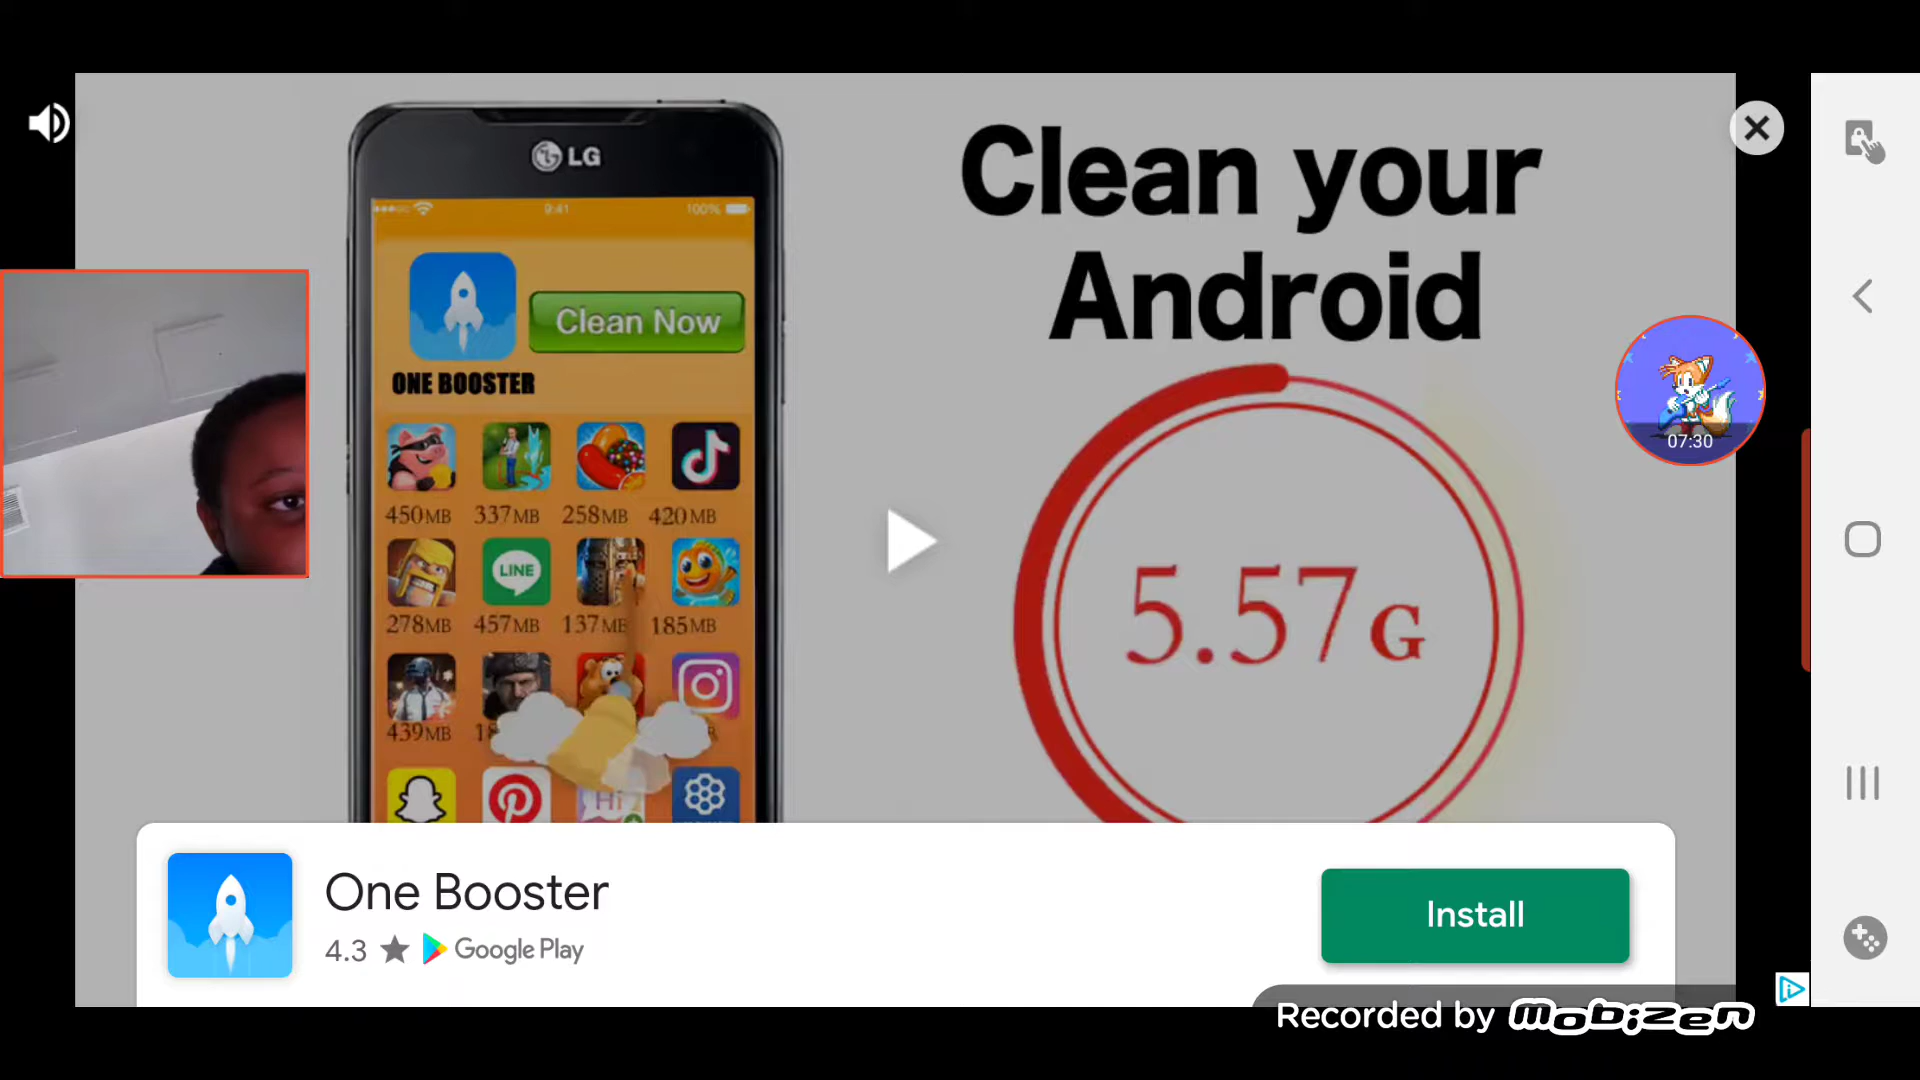 LG
9:41
100%
Clean Now
ONE BOOSTER
450MB 337MB 258MB 420MB
LINE
278MB 457MB 137MB 185MB
439MB
Hi
Clean your
Android
5.57G
07:30
One Booster
4.3 ★ Google Play
Install
Recorded by mobizen